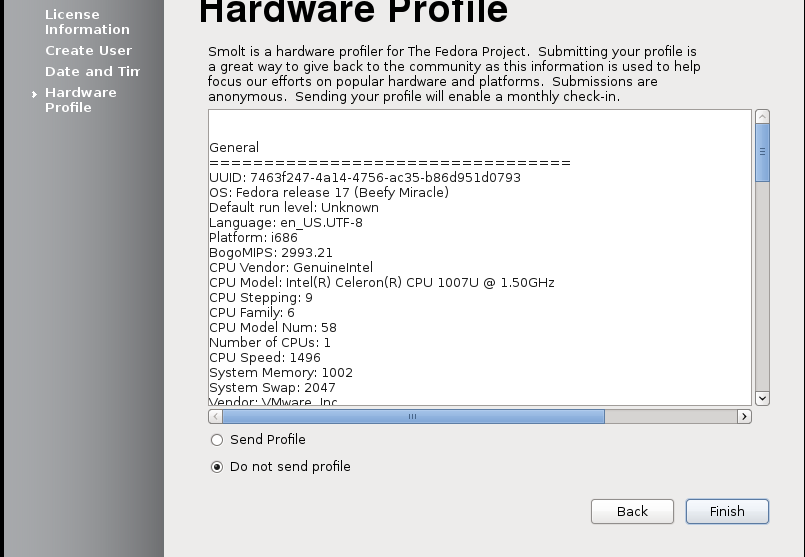 License
Information
Create User
Date and Tim
Hardware
Profile
Hardware Profile
Smolt is a hardware profiler for The Fedora Project.  Submitting your profile is
a great way to give back to the community as this information is used to help
focus our efforts on popular hardware and platforms.  Submissions are
anonymous.  Sending your profile will enable a monthly check-in.
General
=================================
UUID: 7463f247-4a14-4756-ac35-b86d951d0793
OS: Fedora release 17 (Beefy Miracle)
Default run level: Unknown
Language: en_US.UTF-8
Platform: i686
BogoMIPS: 2993.21
CPU Vendor: GenuineIntel
CPU Model: Intel(R) Celeron(R) CPU 1007U @ 1.50GHz
CPU Stepping: 9
CPU Family: 6
CPU Model Num: 58
Number of CPUs: 1
CPU Speed: 1496
System Memory: 1002
System Swap: 2047
Vendor: VMware, Inc.
Send Profile
Do not send profile
Back
Finish